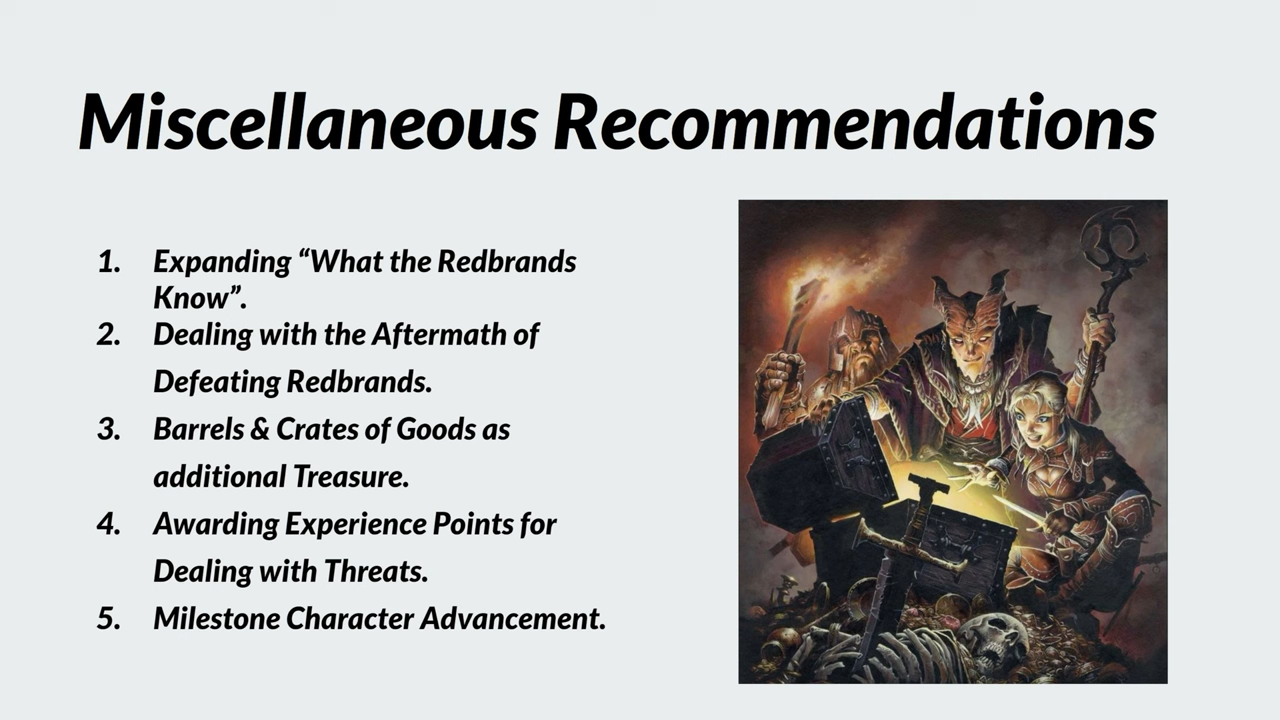 Miscellaneous Recommendations
1. Expanding “What the Redbrands
Know”.
2. Dealing with the Aftermath of
Defeating Redbrands.
3. Barrels & Crates of Goods as
additional Treasure.
4. Awarding Experience Points for
Dealing with Threats.
5. Milestone Character Advancement.